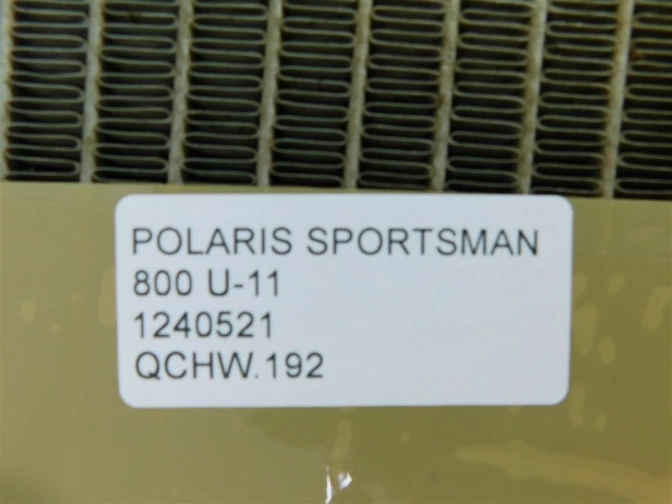 POLARIS SPORTSMAN
800 U-11
1240521
QCHW.192